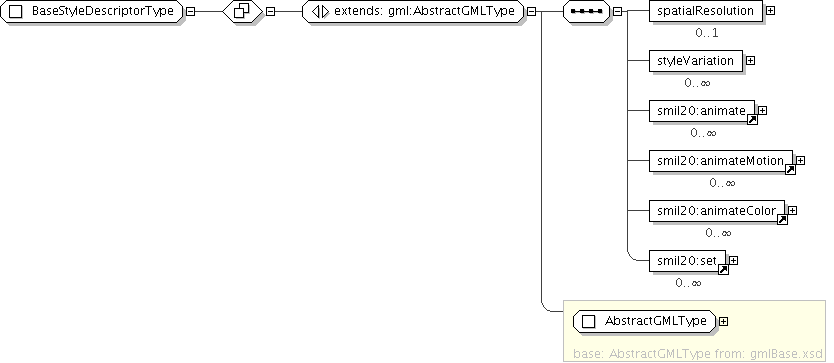 BaseStyleDescriptorType
extends: gml:AbstractGMLType
spatialResolution
0..1
styleVariation
0..∞
smil20:animate
0..∞
smil20:animateMotion
0..∞
smil20:animateColor
0..∞
smil20:set
0..∞
AbstractGMLType
base: AbstractGMLType from: gmlBase.xsd